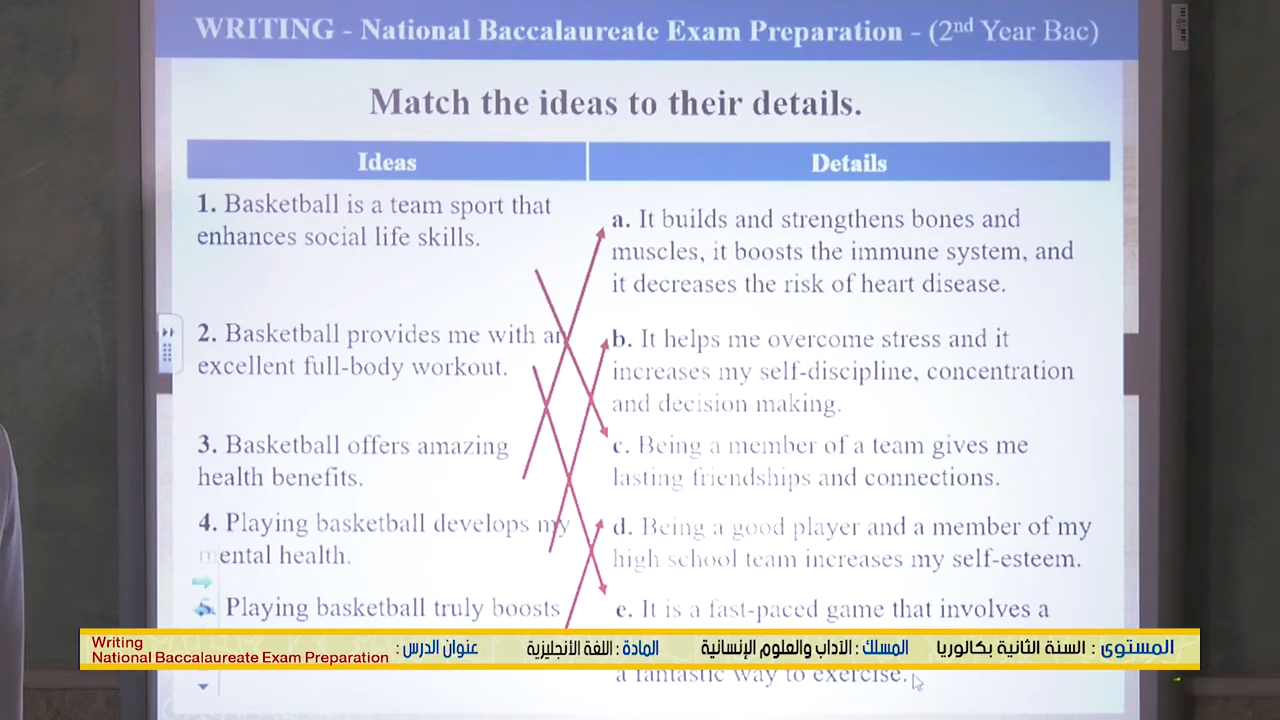 WRITING - National Baccalaureate Exam Preparation - (2nd Year Bac)
Match the ideas to their details.
Ideas
Details
1. Basketball is a team sport that
enhances social life skills.
2. Basketball provides me with an
excellent full-body workout.
3. Basketball offers amazing
health benefits.
4. Playing basketball develops my
mental health.
5. Playing basketball truly boosts
a. It builds and strengthens bones and
muscles, it boosts the immune system, and
it decreases the risk of heart disease.
b. It helps me overcome stress and it
increases my self-discipline, concentration
and decision making.
c. Being a member of a team gives me
lasting friendships and connections.
d. Being a good player and a member of my
high school team increases my self-esteem.
e. It is a fast-paced game that involves a
a fantastic way to exercise.
المستوى : السنة الثانية بكالوريا
المسلك : الآداب والعلوم الإنسانية
المادة : اللغة الأنجليزية
عنوان الدرس :
Writing
National Baccalaureate Exam Preparation